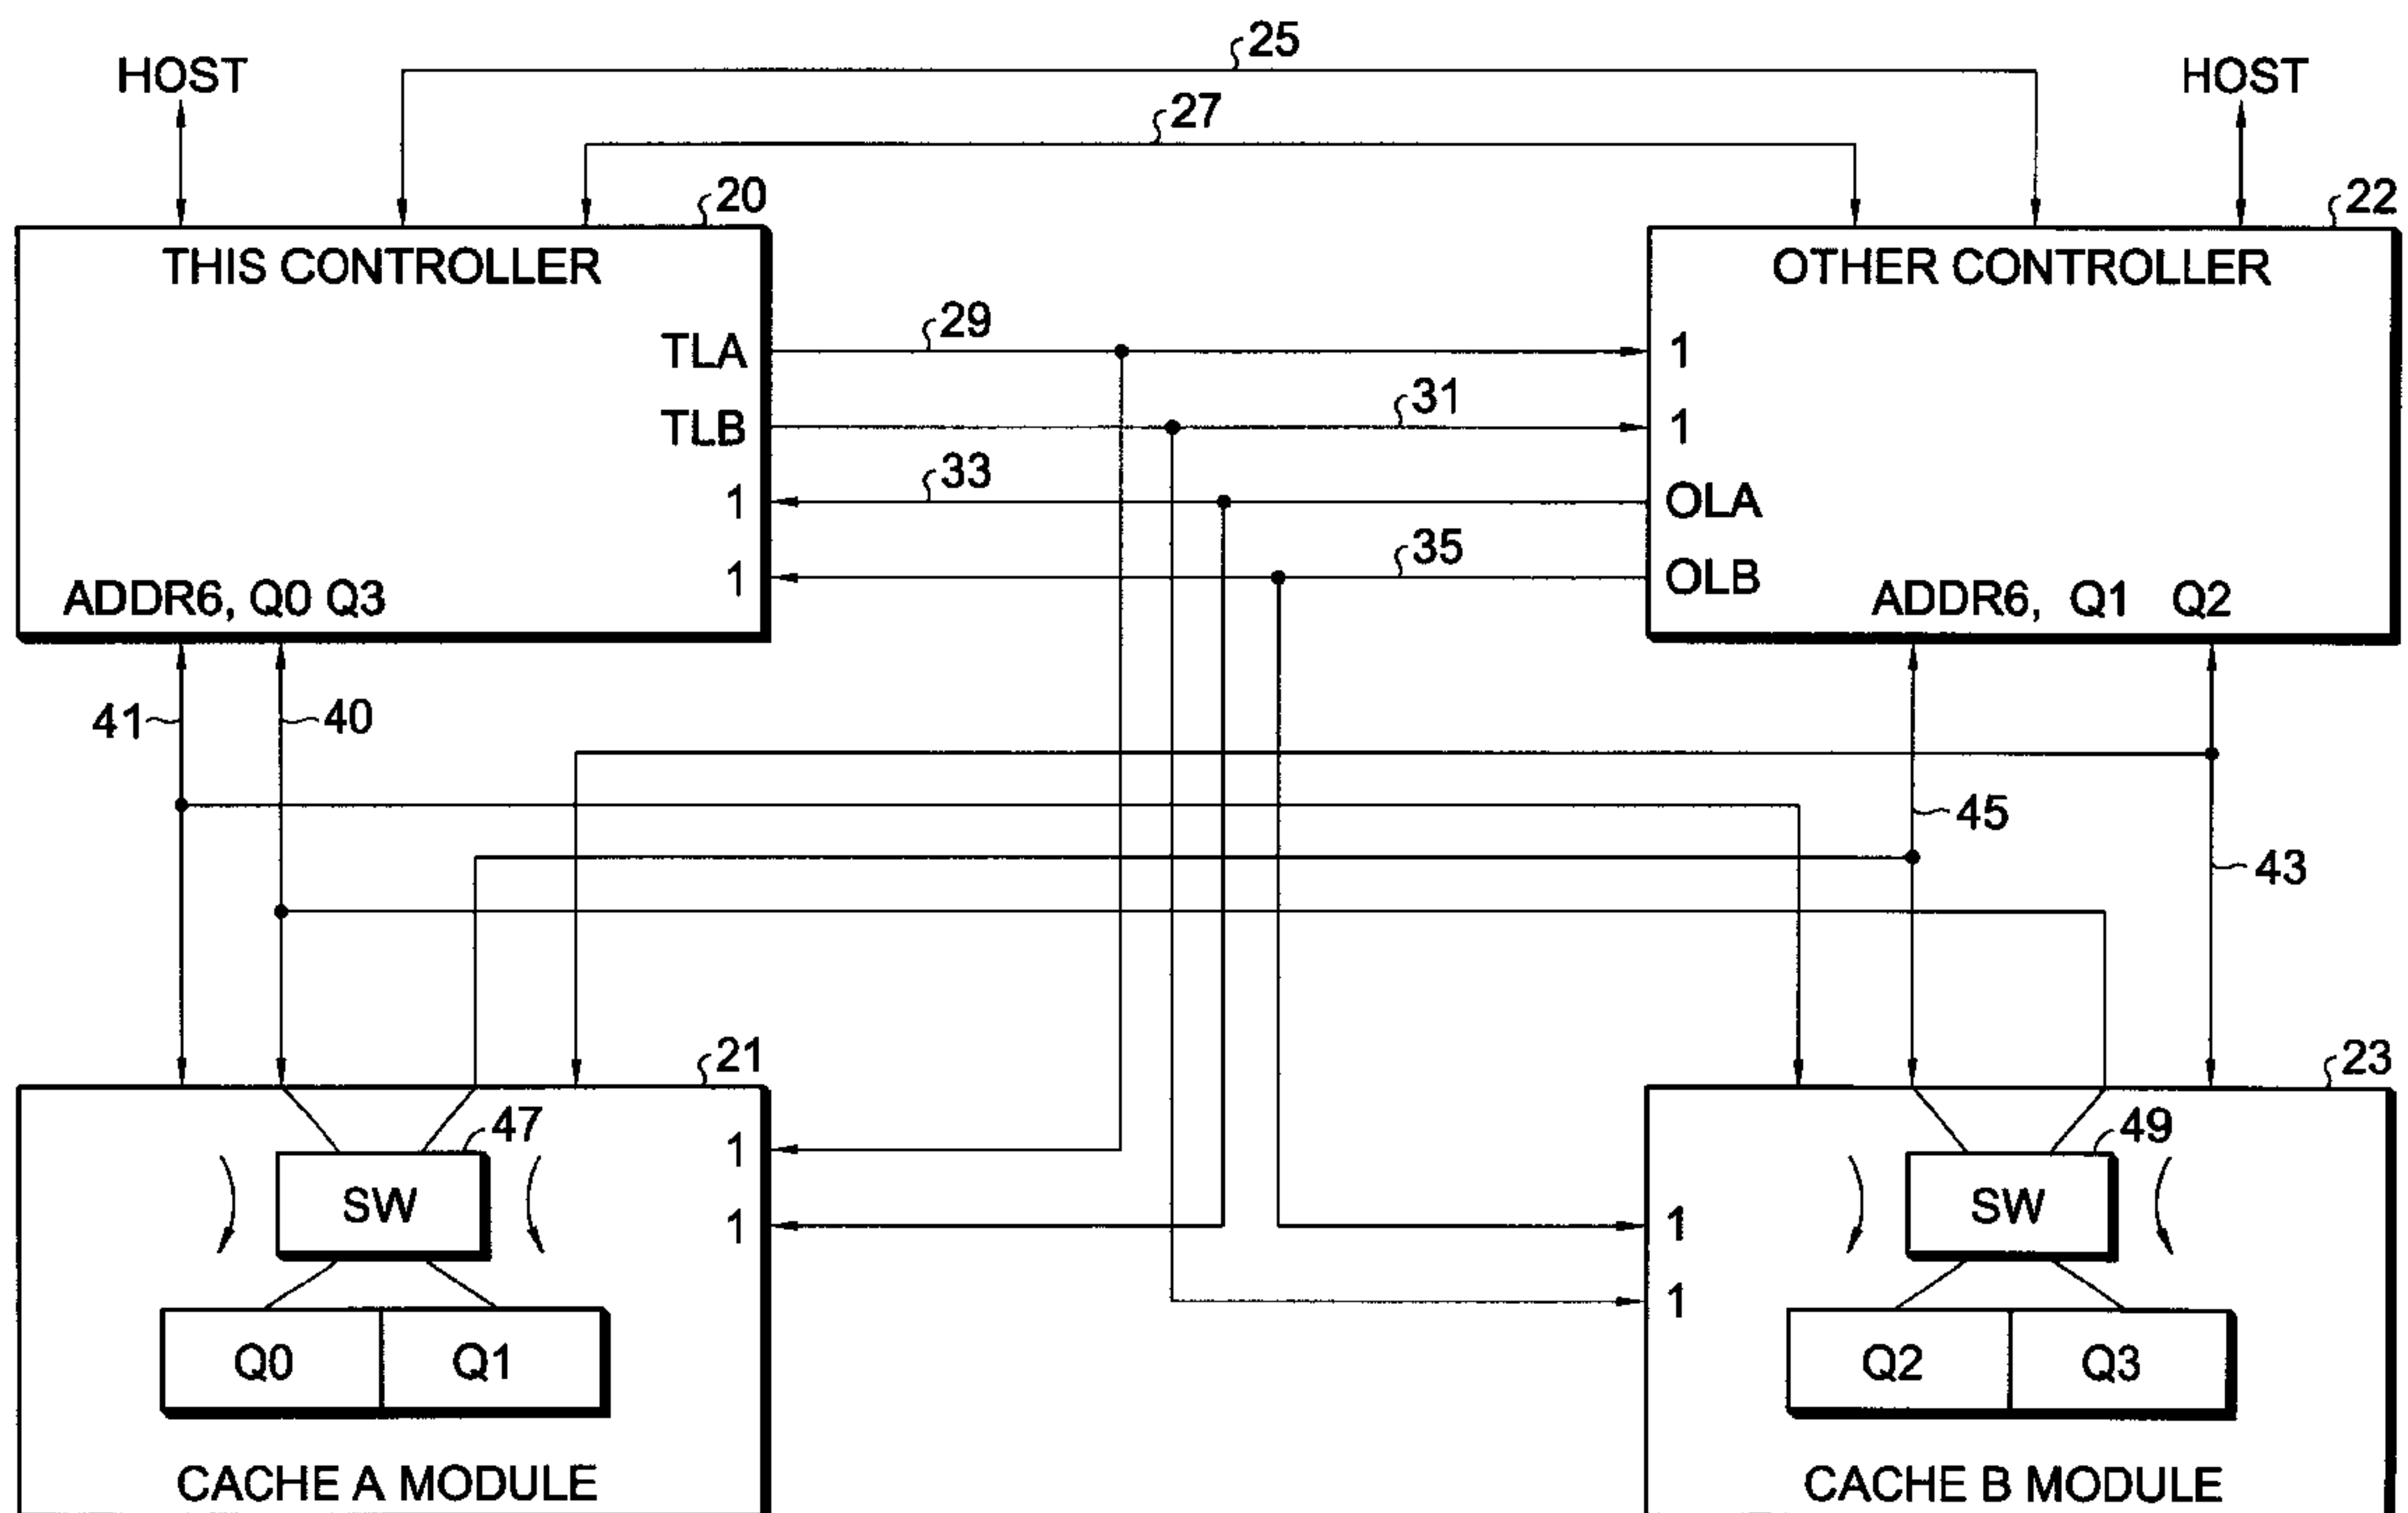 25
HOST
HOST
27
20
22
THIS CONTROLLER
OTHER CONTROLLER
TLA
29
1
TLB
31
1
1
33
OLA
1
35
OLB
ADDR6, Q0 Q3
ADDR6, Q1 Q2
41
40
45
43
21
23
47
49
1
SW
SW
1
1
1
Q0
Q1
Q2
Q3
CACHE A MODULE
CACHE B MODULE